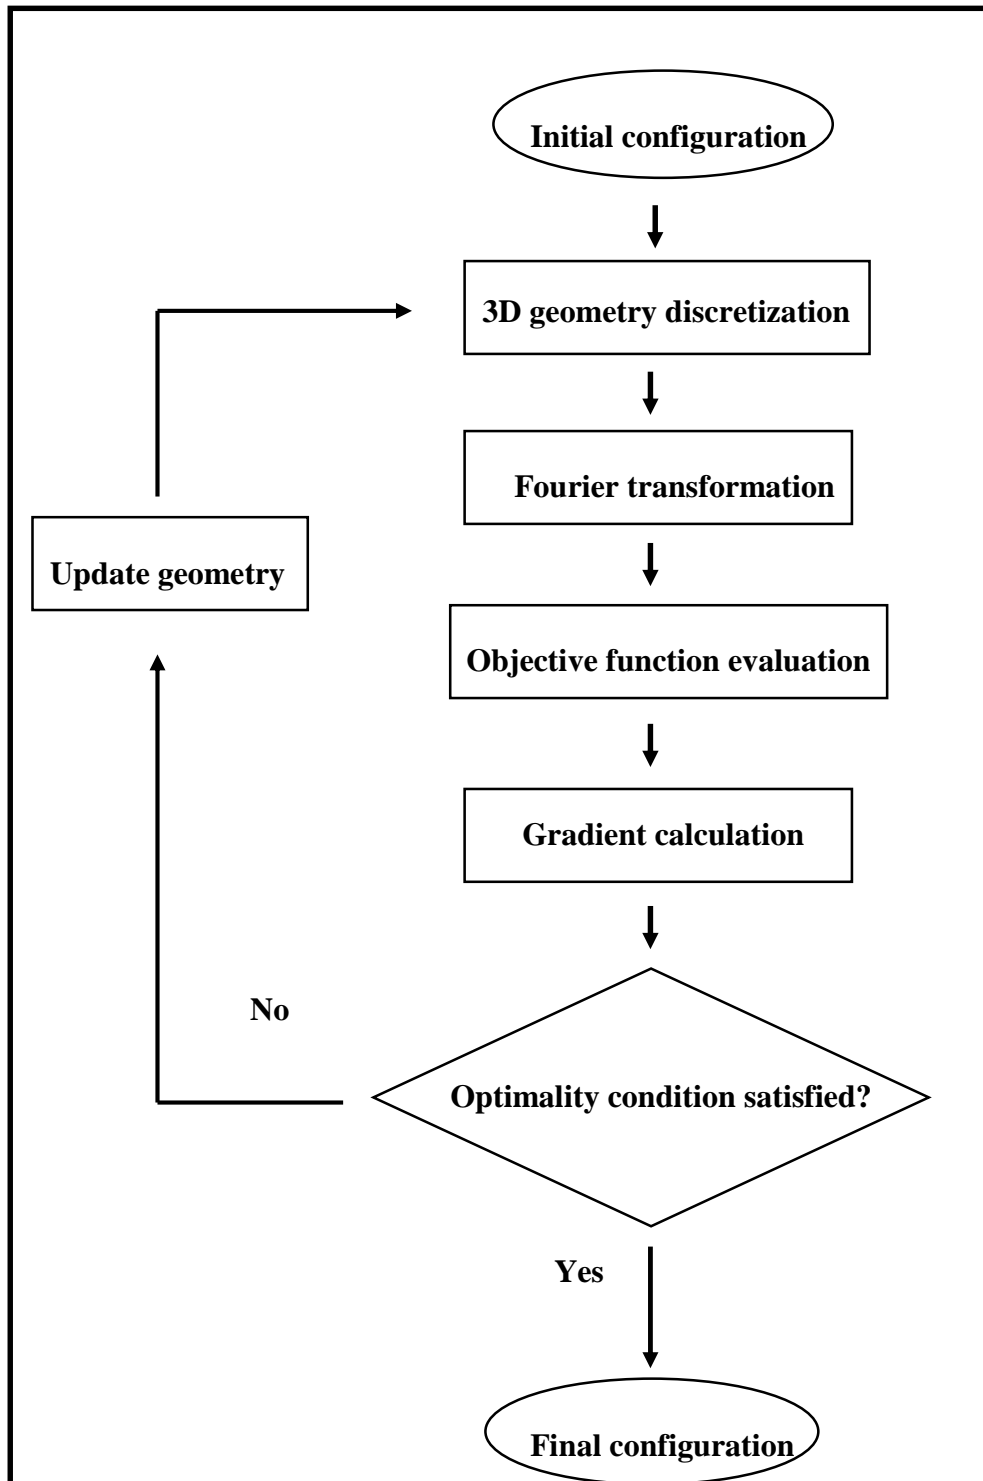 Initial configuration
3D geometry discretization
Fourier transformation
Update geometry
Objective function evaluation
Gradient calculation
No
Optimality condition satisfied?
Yes
Final configuration